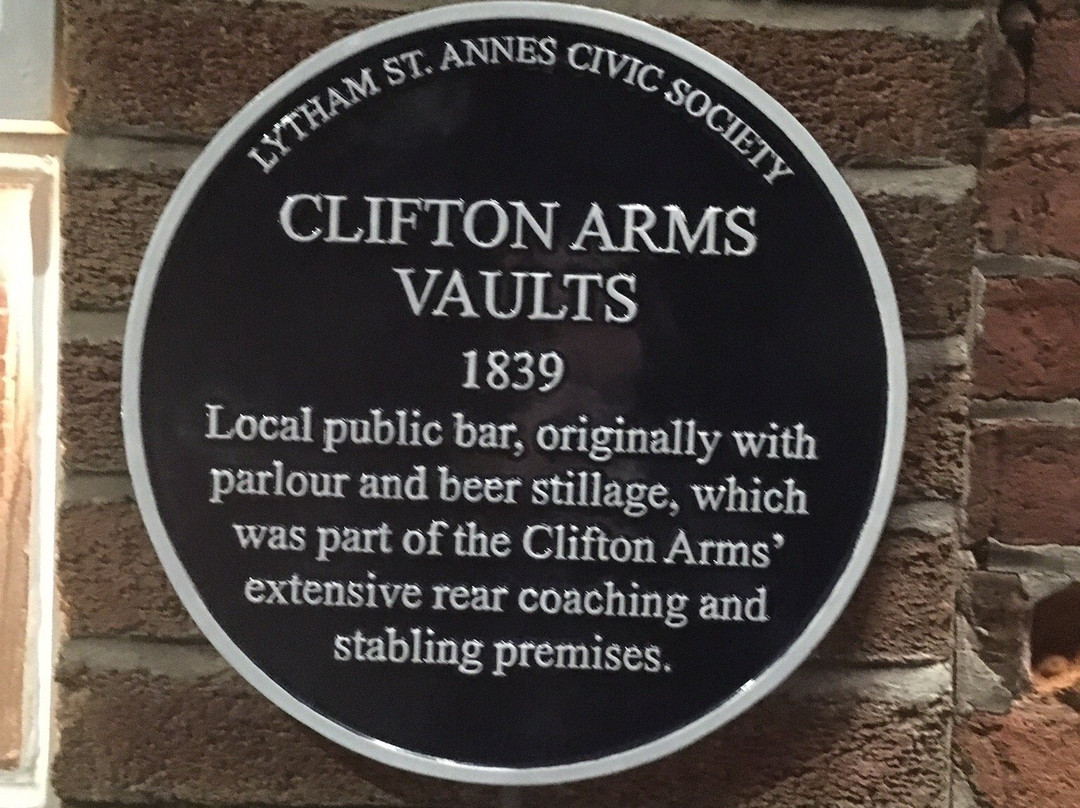 LYTHAM ST. ANNES CIVIC SOCIETY
CLIFTON ARMS
VAULTS
1839
Local public bar, originally with
parlour and beer stillage, which
was part of the Clifton Arms’
extensive rear coaching and
stabling premises.